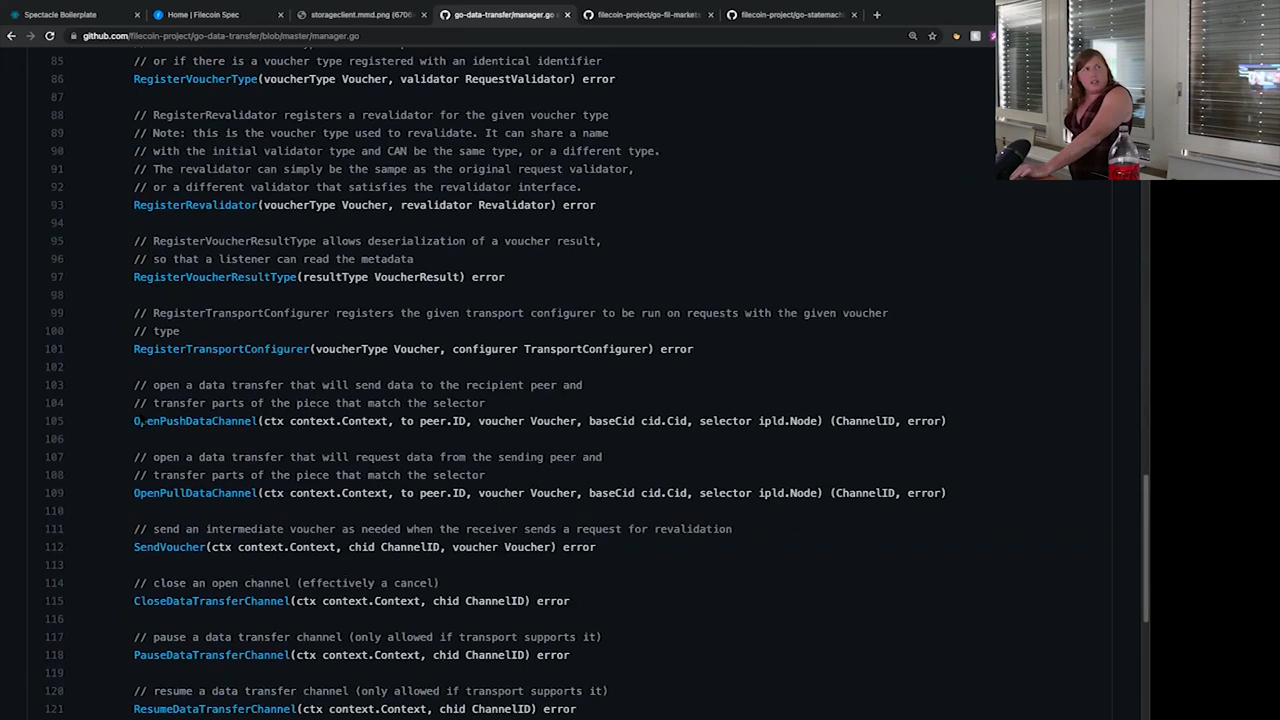 Spectacle Boilerplate
Home | Filecoin Spec
storageclient.mmd.png (6706
go-data-transfer/manager.go
filecoin-project/go-fil-markets
filecoin-project/go-statemach
github.com/filecoin-project/go-data-transfer/blob/master/manager.go
85 // or if there is a voucher type registered with an identical identifier
86 RegisterVoucherType(voucherType Voucher, validator RequestValidator) error
87
88 // RegisterRevalidator registers a revalidator for the given voucher type
89 // Note: this is the voucher type used to revalidate. It can share a name
90 // with the initial validator type and CAN be the same type, or a different type.
91 // The revalidator can simply be the sampe as the original request validator,
92 // or a different validator that satisfies the revalidator interface.
93 RegisterRevalidator(voucherType Voucher, revalidator Revalidator) error
94
95 // RegisterVoucherResultType allows deserialization of a voucher result,
96 // so that a listener can read the metadata
97 RegisterVoucherResultType(resultType VoucherResult) error
98
99 // RegisterTransportConfigurer registers the given transport configurer to be run on requests with the given voucher
100 // type
101 RegisterTransportConfigurer(voucherType Voucher, configurer TransportConfigurer) error
102
103 // open a data transfer that will send data to the recipient peer and
104 // transfer parts of the piece that match the selector
105 OpenPushDataChannel(ctx context.Context, to peer.ID, voucher Voucher, baseCid cid.Cid, selector ipld.Node) (ChannelID, error)
106
107 // open a data transfer that will request data from the sending peer and
108 // transfer parts of the piece that match the selector
109 OpenPullDataChannel(ctx context.Context, to peer.ID, voucher Voucher, baseCid cid.Cid, selector ipld.Node) (ChannelID, error)
110
111 // send an intermediate voucher as needed when the receiver sends a request for revalidation
112 SendVoucher(ctx context.Context, chid ChannelID, voucher Voucher) error
113
114 // close an open channel (effectively a cancel)
115 CloseDataTransferChannel(ctx context.Context, chid ChannelID) error
116
117 // pause a data transfer channel (only allowed if transport supports it)
118 PauseDataTransferChannel(ctx context.Context, chid ChannelID) error
119
120 // resume a data transfer channel (only allowed if transport supports it)
121 ResumeDataTransferChannel(ctx context.Context, chid ChannelID) error